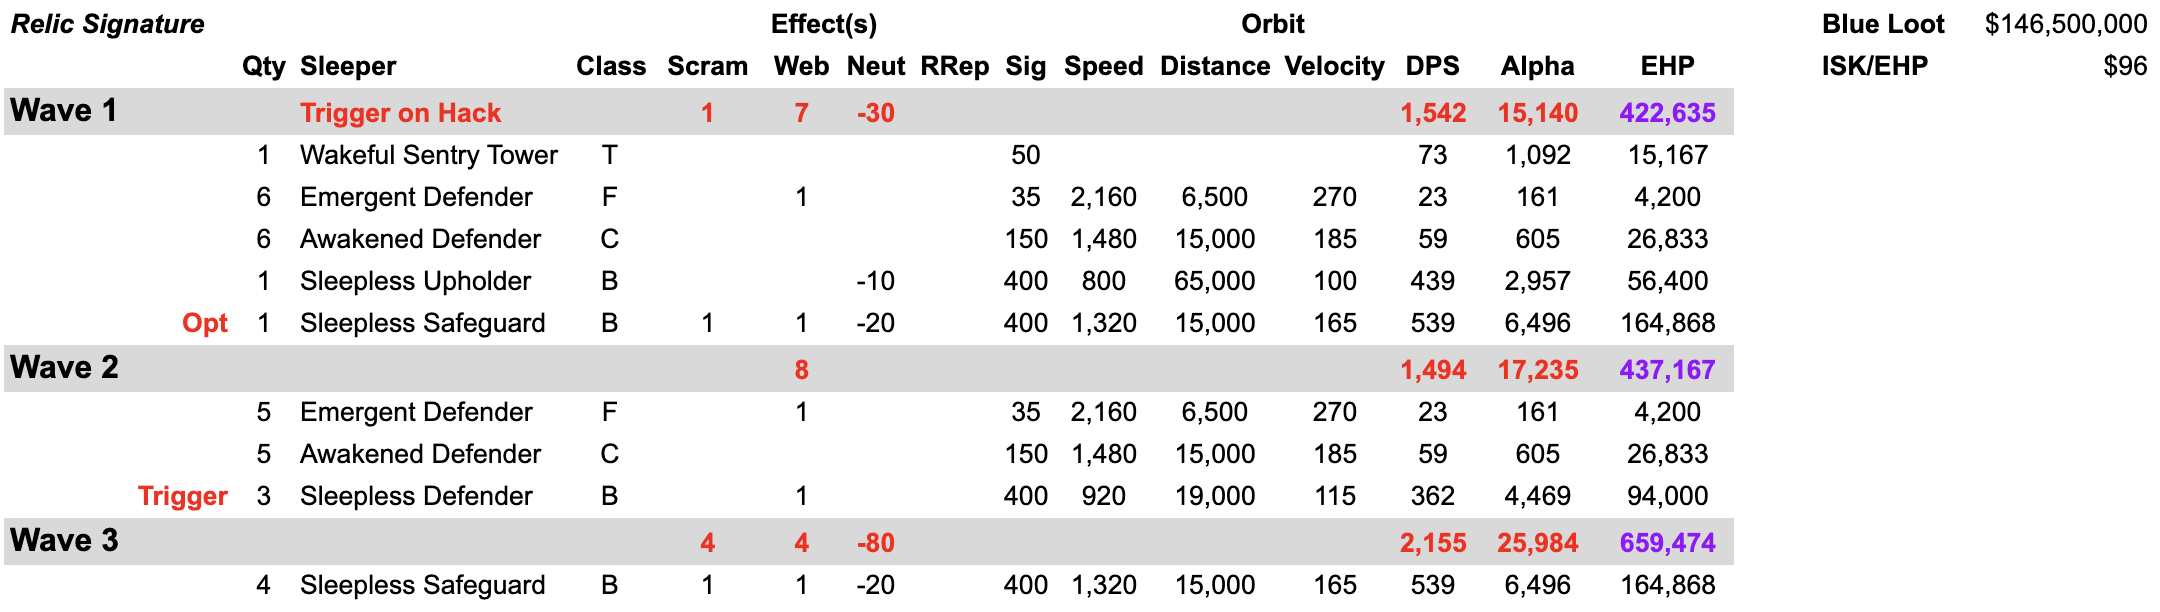 Relic Signature Effect(s) Orbit Blue Loot $146,500,000
Qty Sleeper Class Scram Web Neut RRep Sig Speed Distance Velocity DPS Alpha EHP ISK/EHP $96
Wave 1 Trigger on Hack 1 7 -30 1,542 15,140 422,635
1 Wakeful Sentry Tower T 50 73 1,092 15,167
6 Emergent Defender F 1 35 2,160 6,500 270 23 161 4,200
6 Awakened Defender C 150 1,480 15,000 185 59 605 26,833
1 Sleepless Upholder B -10 400 800 65,000 100 439 2,957 56,400
Opt 1 Sleepless Safeguard B 1 1 -20 400 1,320 15,000 165 539 6,496 164,868
Wave 2 8 1,494 17,235 437,167
5 Emergent Defender F 1 35 2,160 6,500 270 23 161 4,200
5 Awakened Defender C 150 1,480 15,000 185 59 605 26,833
Trigger 3 Sleepless Defender B 1 400 920 19,000 115 362 4,469 94,000
Wave 3 4 4 -80 2,155 25,984 659,474
4 Sleepless Safeguard B 1 1 -20 400 1,320 15,000 165 539 6,496 164,868